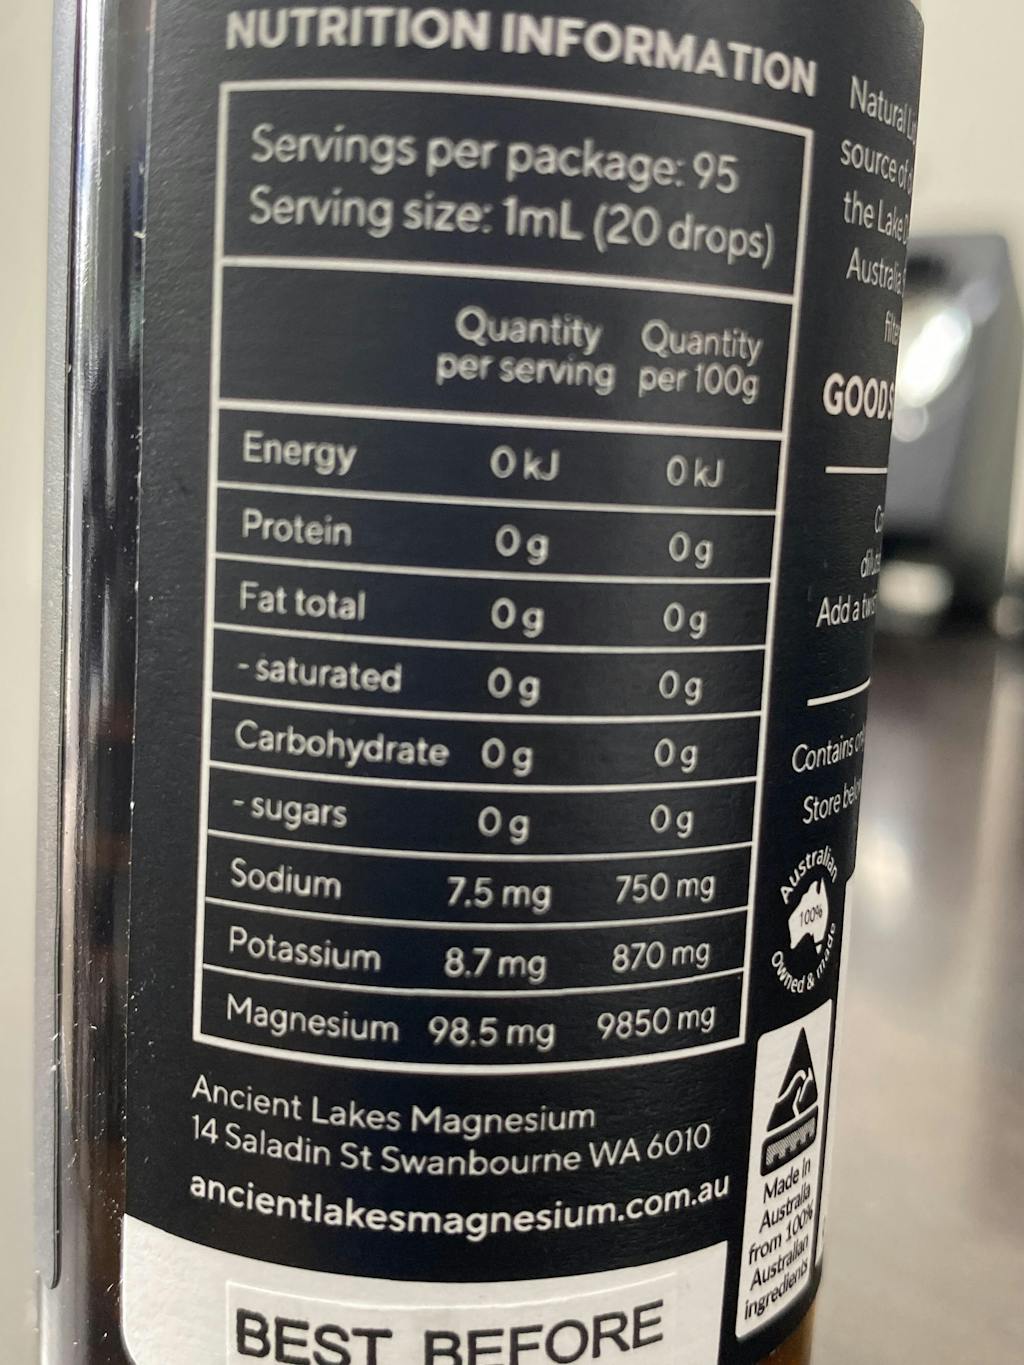 NUTRITION INFORMATION
Servings per package: 95
Serving size: 1mL (20 drops)
Quantity per serving Quantity per 100g
Energy 0 kJ 0 kJ
Protein 0 g 0 g
Fat total 0 g 0 g
- saturated 0 g 0 g
Carbohydrate 0 g 0 g
- sugars 0 g 0 g
Sodium 7.5 mg 750 mg
Potassium 8.7 mg 870 mg
Magnesium 98.5 mg 9850 mg
Ancient Lakes Magnesium
14 Saladin St Swanbourne WA 6010
ancientlakesmagnesium.com.au
BEST BEFORE
Natural
source of
the Lake
Australia
GOOD
Add a
Contains
Store
Australian
100%
Owned & made
Made in
Australia
from 100%
Australian
ingredients